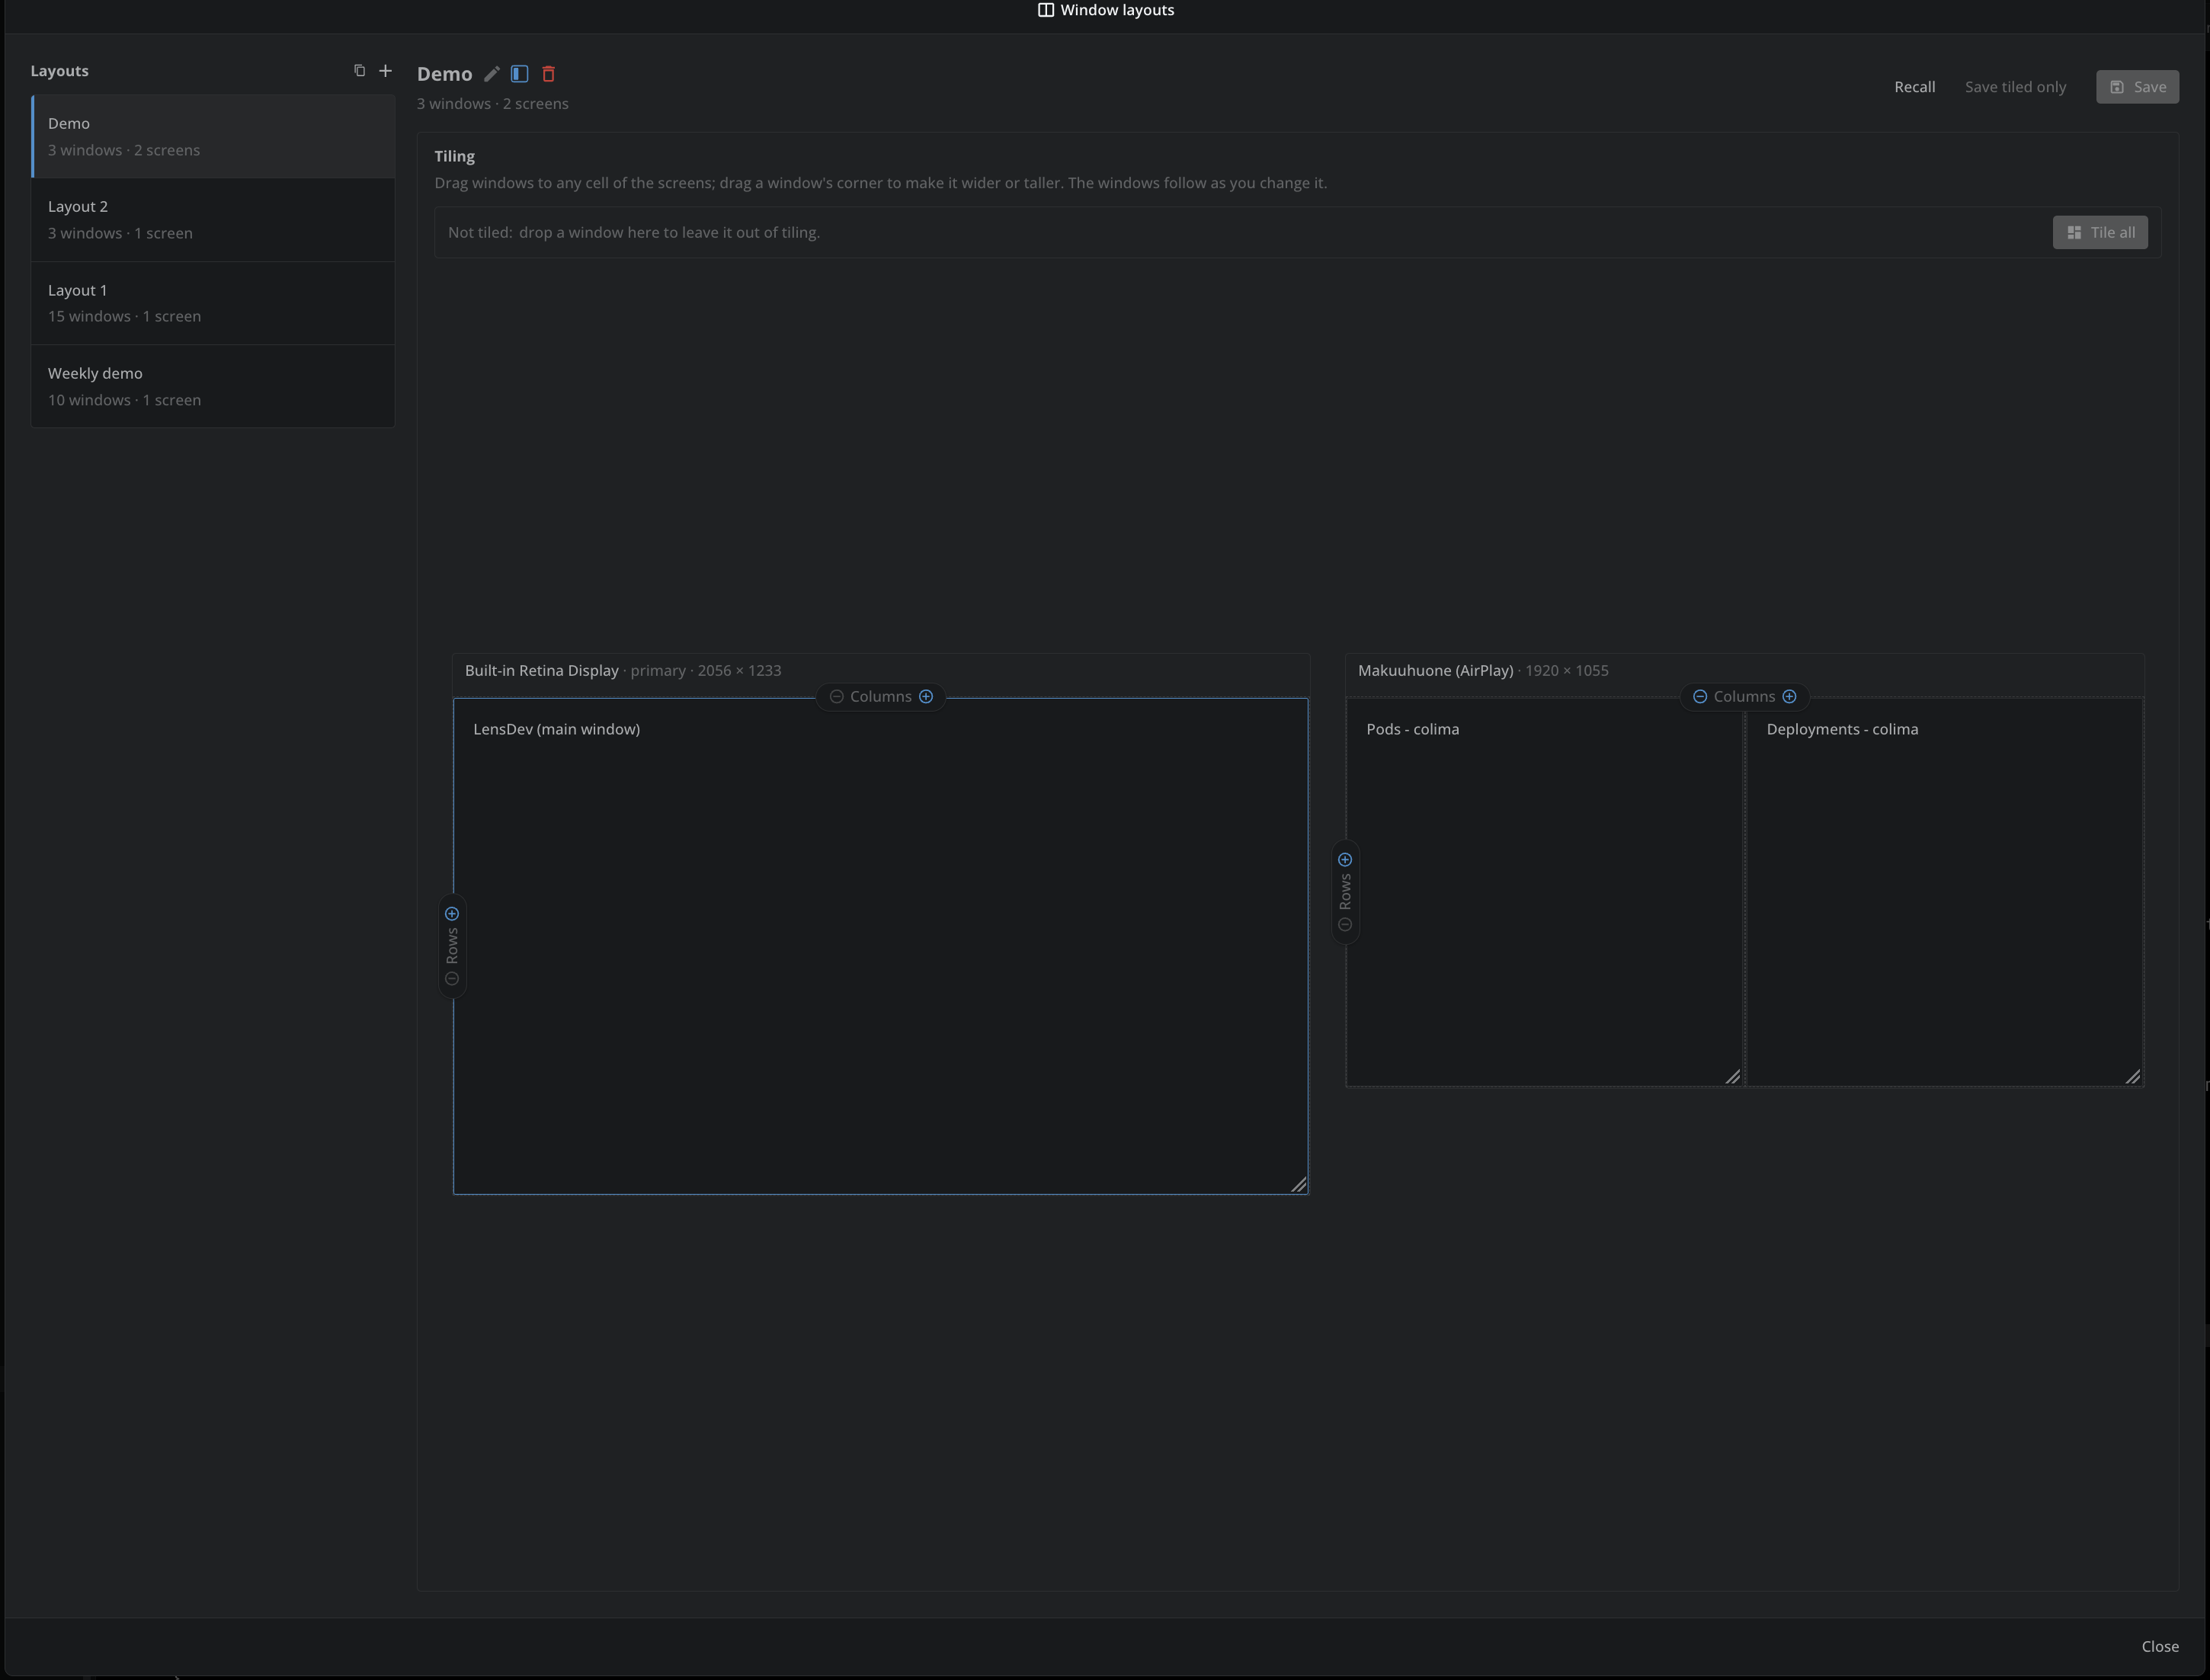 Window layouts
Layouts
Demo
3 windows · 2 screens
Layout 2
3 windows · 1 screen
Layout 1
15 windows · 1 screen
Weekly demo
10 windows · 1 screen
Demo
3 windows · 2 screens
Recall
Save tiled only
Save
Tiling
Drag windows to any cell of the screens; drag a window's corner to make it wider or taller. The windows follow as you change it.
Not tiled: drop a window here to leave it out of tiling.
Tile all
Built-in Retina Display · primary · 2056 × 1233
Columns
LensDev (main window)
Rows
Makuuhuone (AirPlay) · 1920 × 1055
Columns
Pods - colima
Deployments - colima
Rows
Close